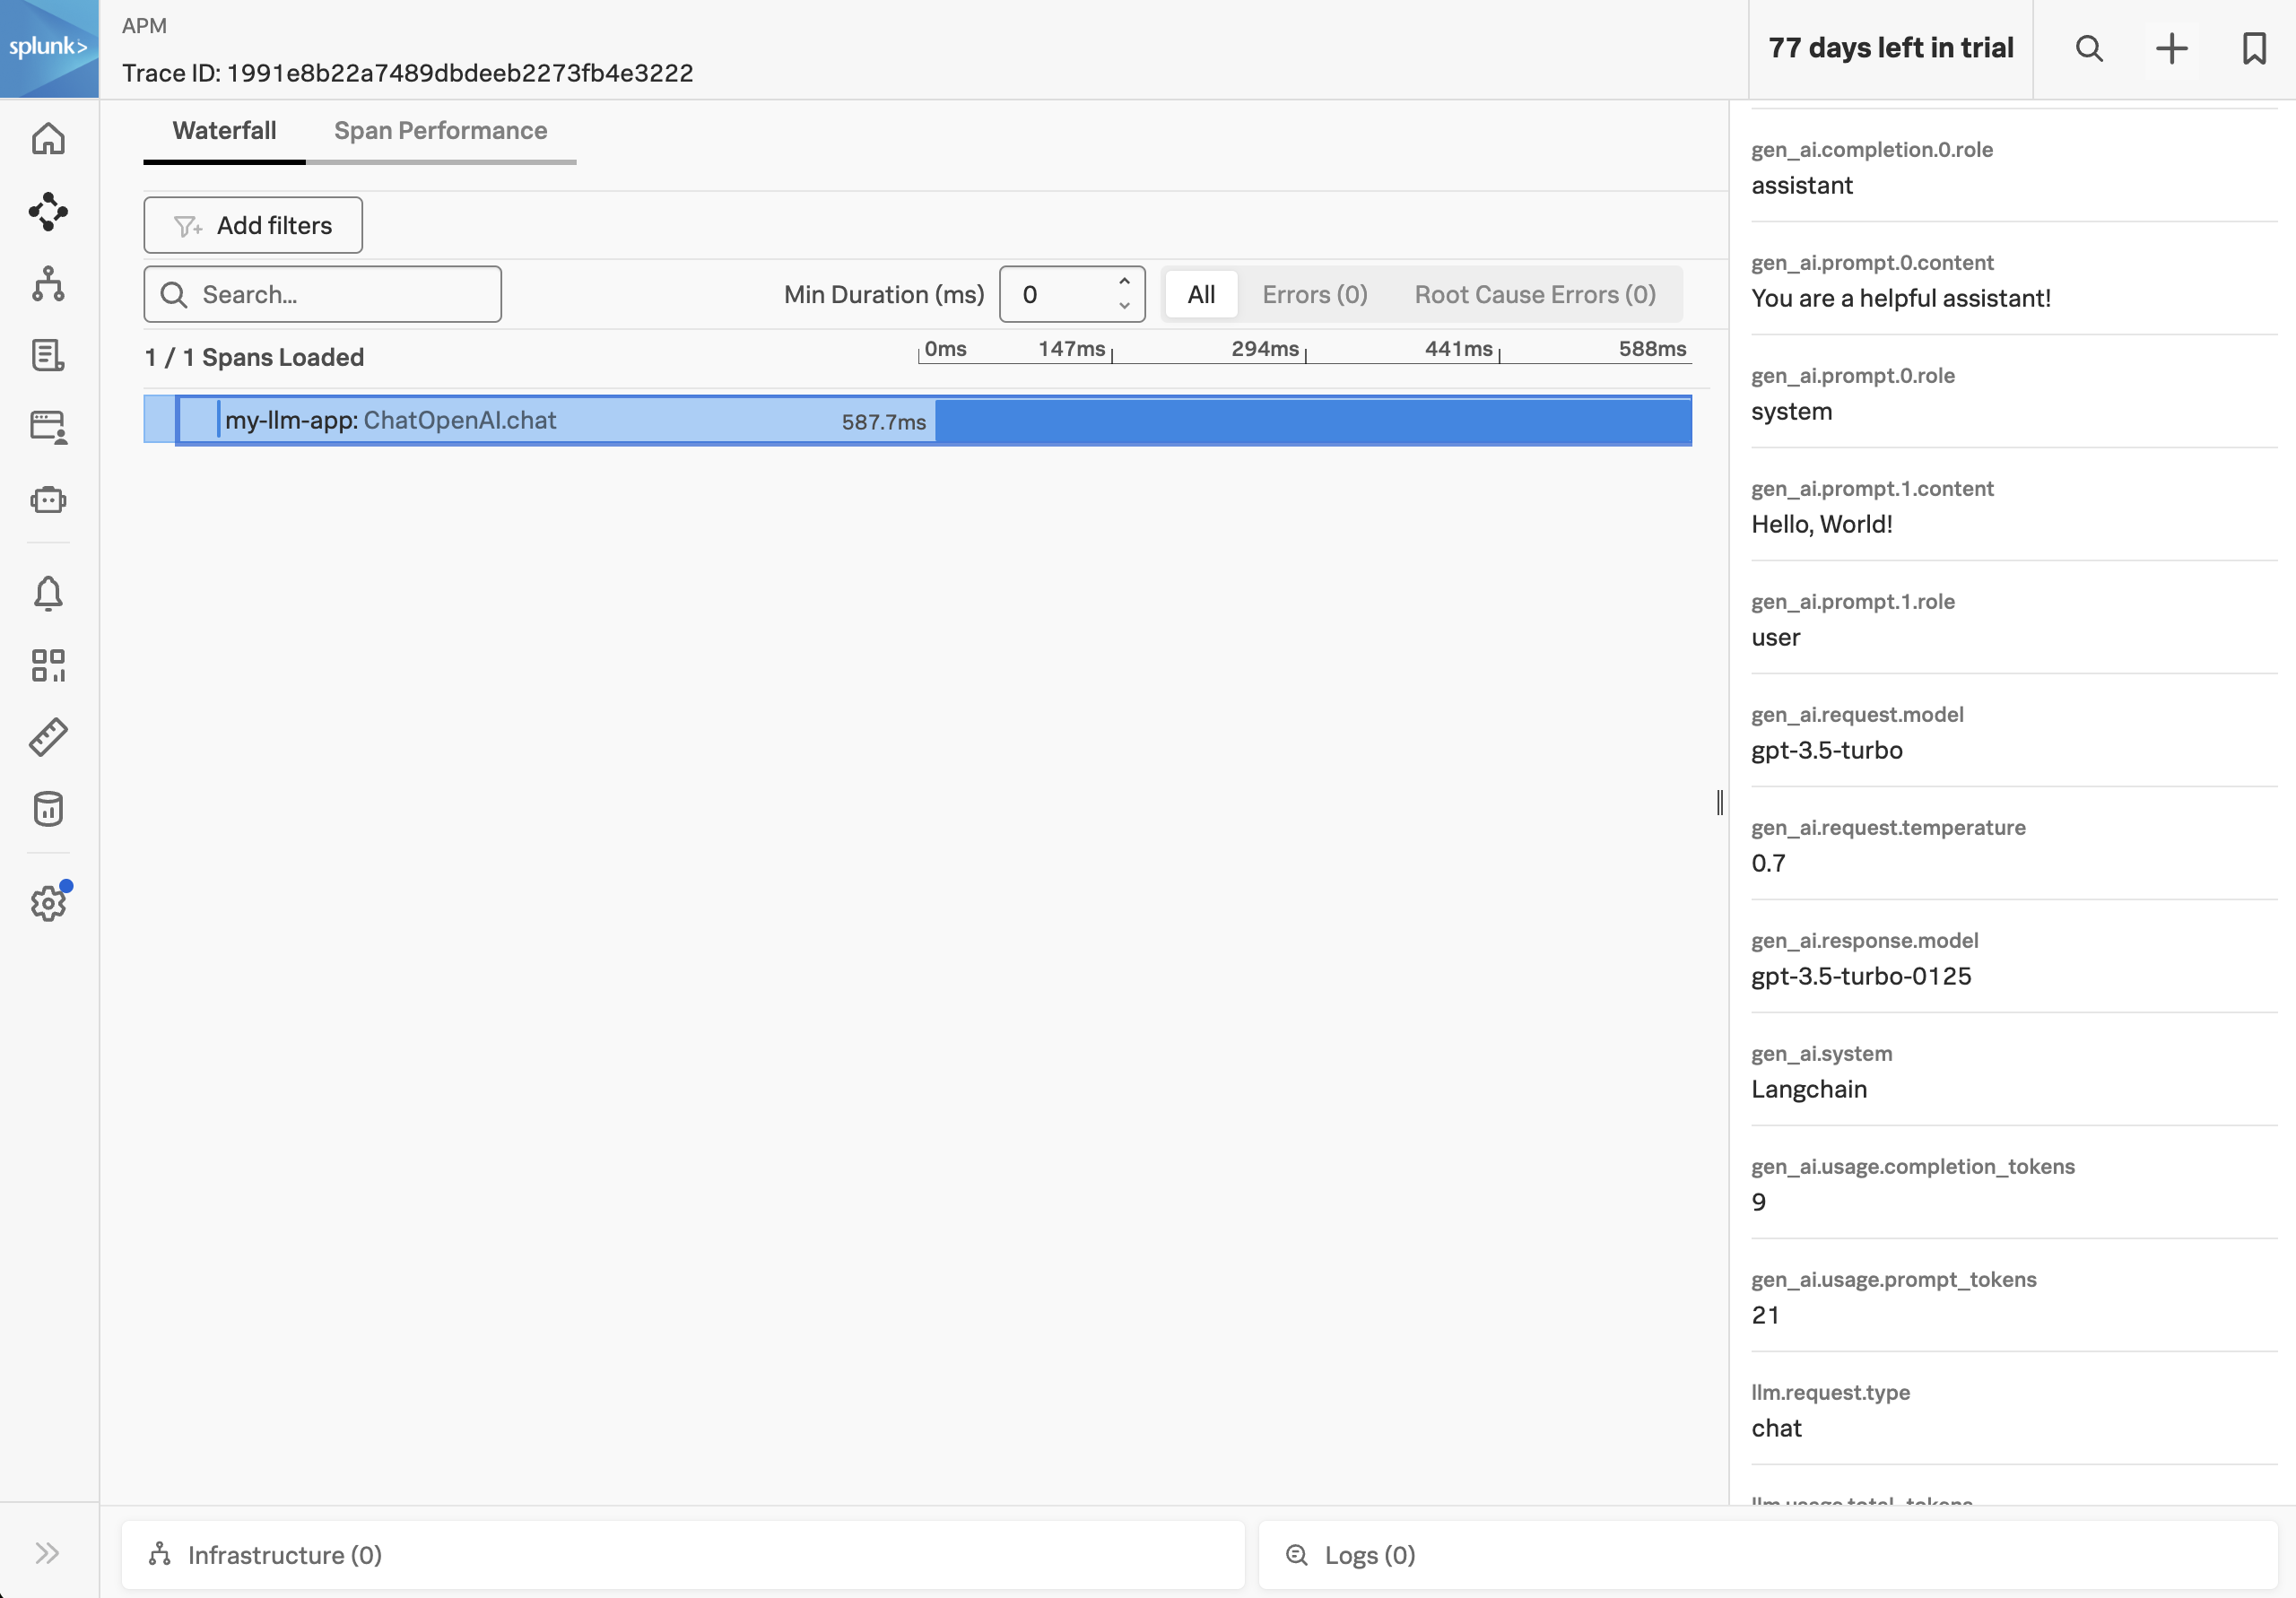 splunk>
APM
Trace ID: 1991e8b22a7489dbdeeb2273fb4e3222
77 days left in trial
Waterfall
Span Performance
Add filters
Search...
Min Duration (ms)
0
All
Errors (0)
Root Cause Errors (0)
1 / 1 Spans Loaded
0ms
147ms
294ms
441ms
588ms
my-llm-app: ChatOpenAI.chat
587.7ms
gen_ai.completion.0.role
assistant
gen_ai.prompt.0.content
You are a helpful assistant!
gen_ai.prompt.0.role
system
gen_ai.prompt.1.content
Hello, World!
gen_ai.prompt.1.role
user
gen_ai.request.model
gpt-3.5-turbo
gen_ai.request.temperature
0.7
gen_ai.response.model
gpt-3.5-turbo-0125
gen_ai.system
Langchain
gen_ai.usage.completion_tokens
9
gen_ai.usage.prompt_tokens
21
llm.request.type
chat
llm.usage.total_tokens
Infrastructure (0)
Logs (0)